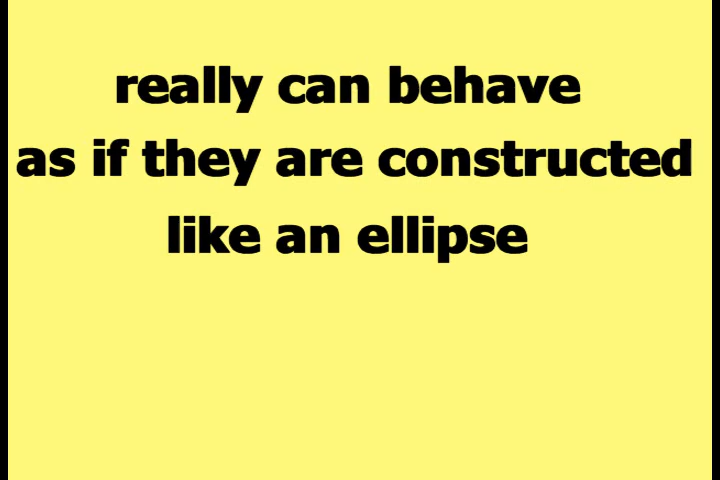 really can behave
as if they are constructed
like an ellipse